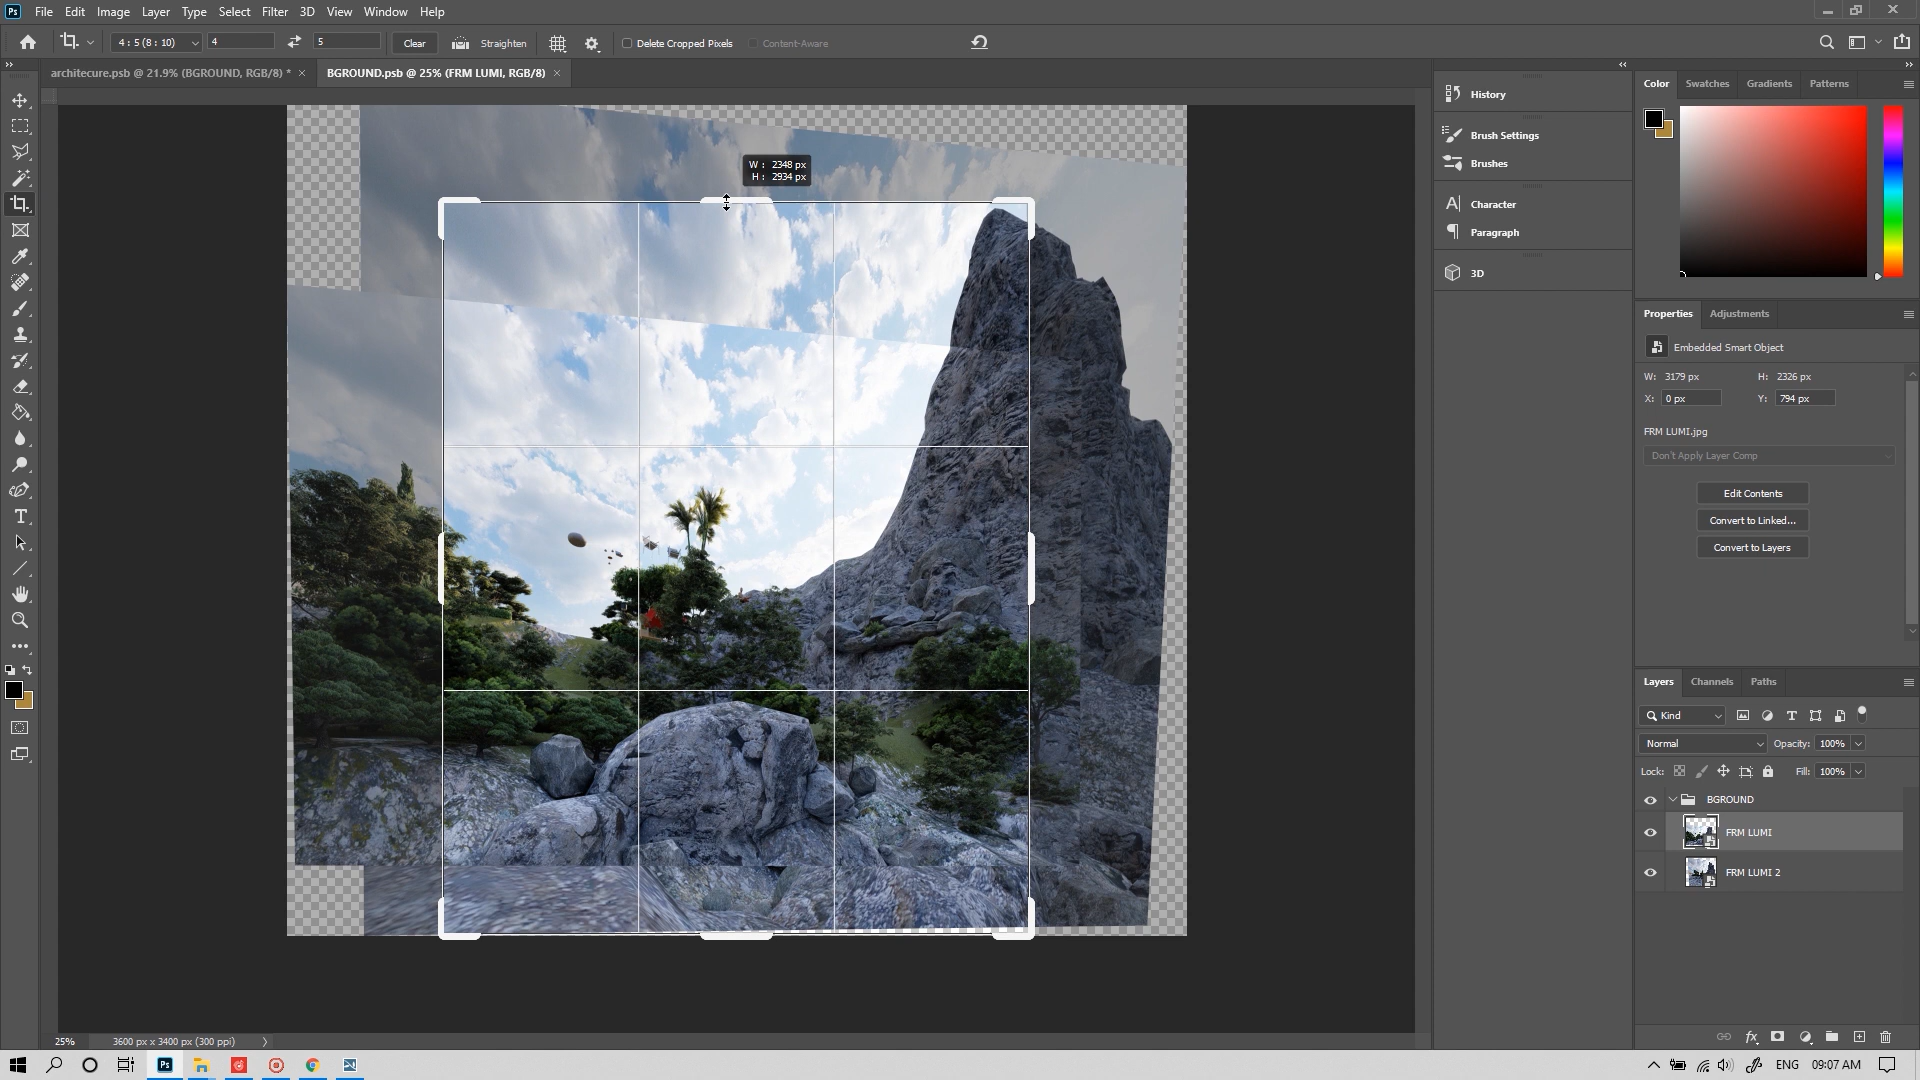 Ps File Edit Image Layer Type Select Filter 3D View Window Help
4 : 5 (8 : 10) 4 5 Clear Straighten Delete Cropped Pixels Content-Aware
architecure.psb @ 21.9% (BGROUND, RGB/8) * × BGROUND.psb @ 25% (FRM LUMI, RGB/8) ×
W : 2348 px
H : 2934 px
History
Brush Settings
Brushes
Character
Paragraph
3D
Color Swatches Gradients Patterns
Properties Adjustments
Embedded Smart Object
W: 3179 px H: 2326 px
X: 0 px Y: 794 px
FRM LUMI.jpg
Don't Apply Layer Comp
Edit Contents
Convert to Linked...
Convert to Layers
Layers Channels Paths
Kind
Normal Opacity: 100%
Lock: Fill: 100%
BGROUND
FRM LUMI
FRM LUMI 2
fx
25% 3600 px x 3400 px (300 ppi)
Ps ENG 09:07 AM